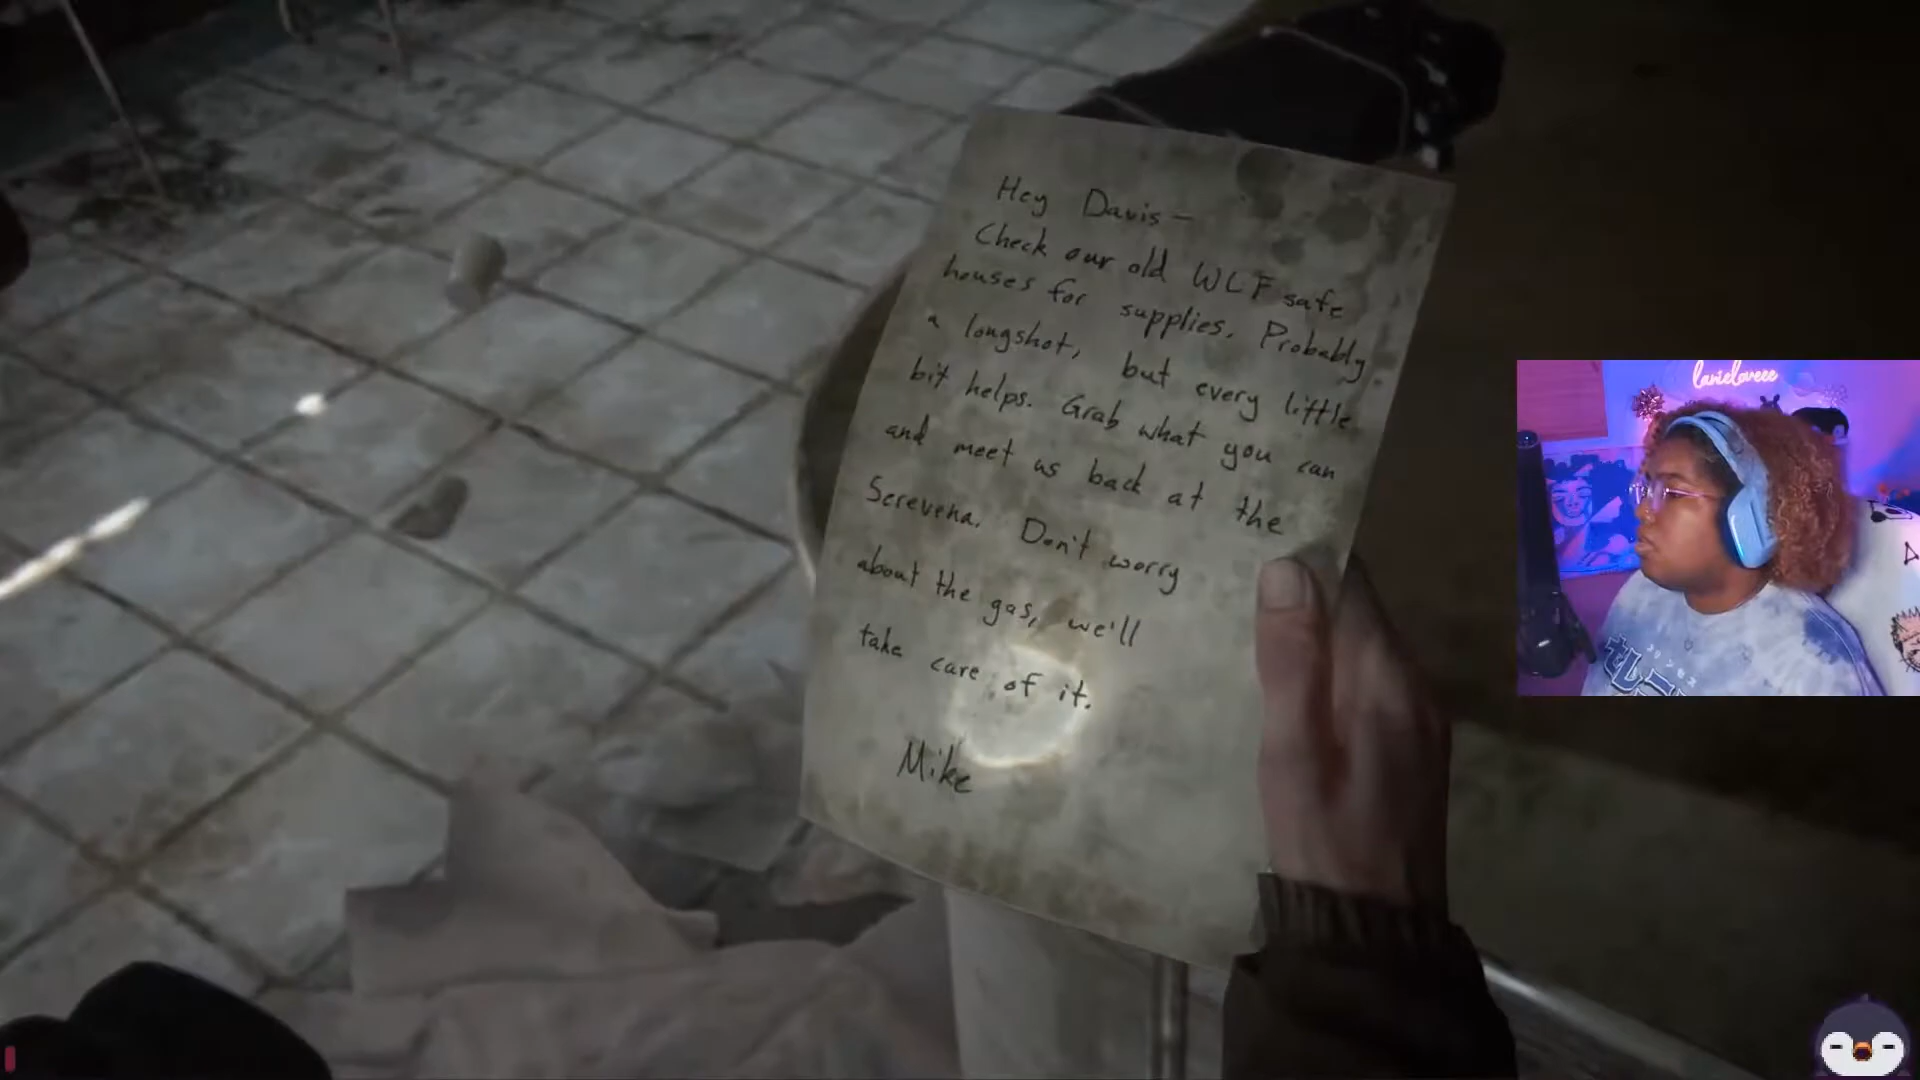 Hey Davis—
Check our old WLF safe
houses for supplies. Probably
a longshot, but every little
bit helps. Grab what you can
and meet us back at the
Serevena. Don't worry
about the gas, we'll
take care of it.
Mike
lanieloveee